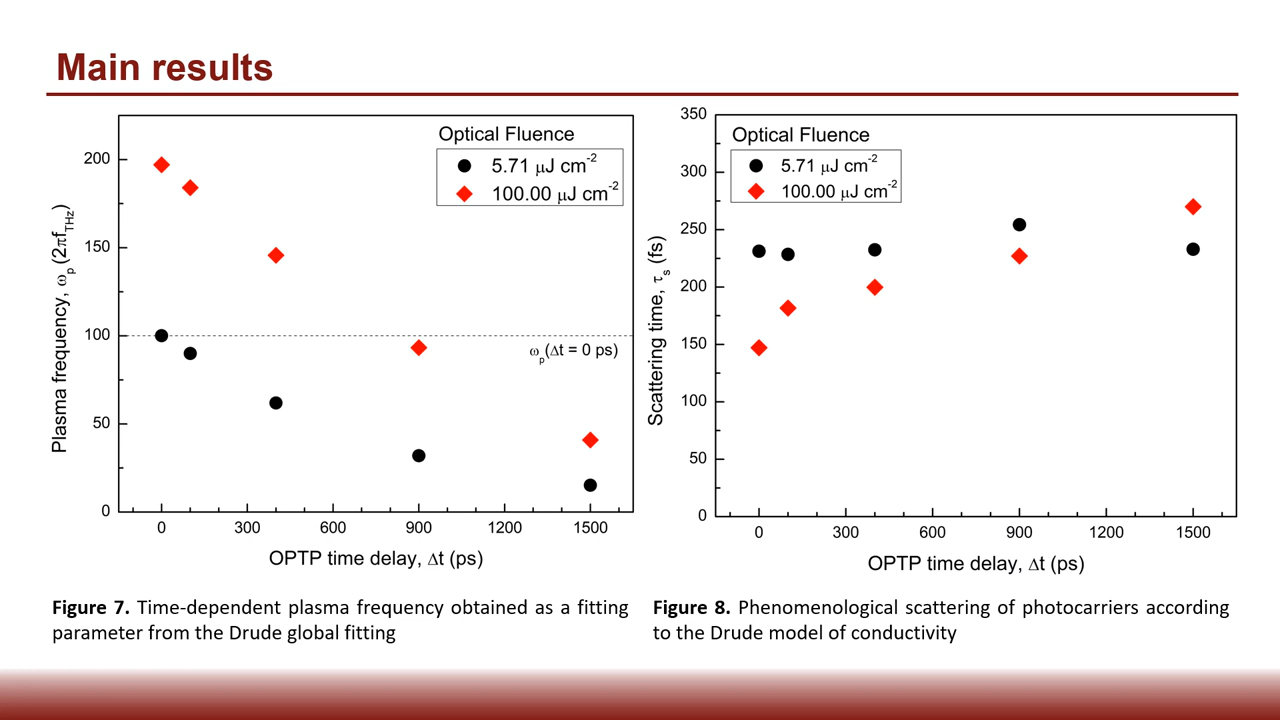 Main results
Optical Fluence
5.71 μJ cm⁻²
100.00 μJ cm⁻²
Plasma frequency, ωₚ (2πf_THz)
200
150
100
50
0
ωₚ(Δt = 0 ps)
0 300 600 900 1200 1500
OPTP time delay, Δt (ps)
Optical Fluence
5.71 μJ cm⁻²
100.00 μJ cm⁻²
Scattering time, τₛ (fs)
350
300
250
200
150
100
50
0
0 300 600 900 1200 1500
OPTP time delay, Δt (ps)
Figure 7. Time-dependent plasma frequency obtained as a fitting
parameter from the Drude global fitting
Figure 8. Phenomenological scattering of photocarriers according
to the Drude model of conductivity